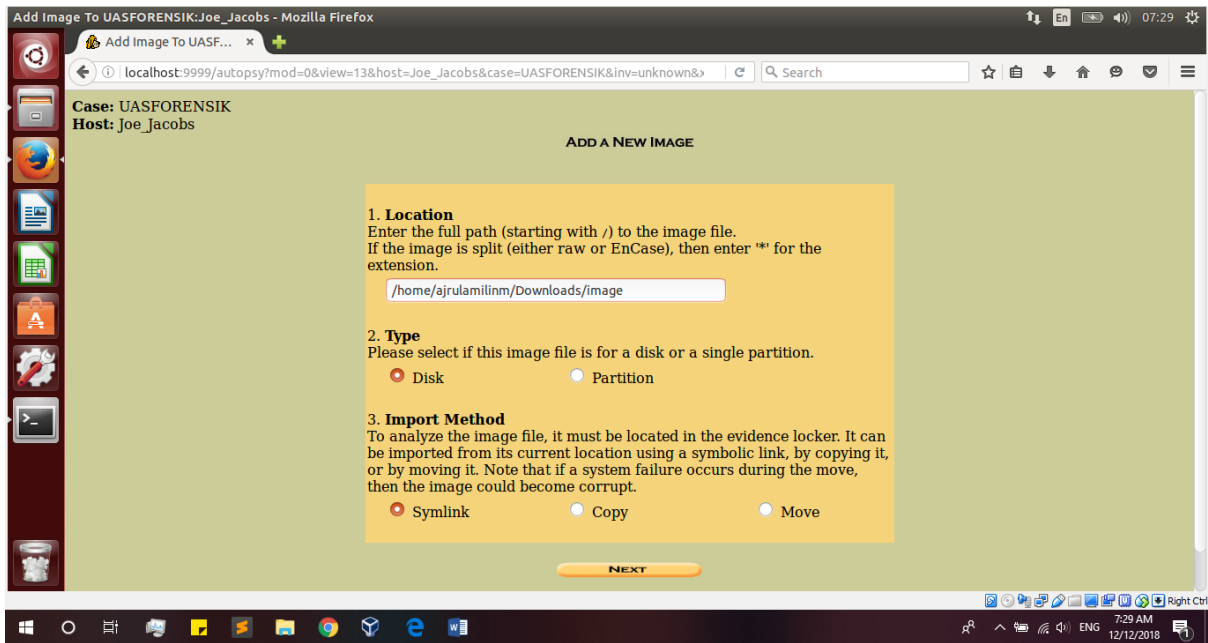 Add Image To UASFORENSIK:Joe_Jacobs - Mozilla Firefox
En
07:29
Add Image To UASF...
localhost:9999/autopsy?mod=0&view=13&host=Joe_Jacobs&case=UASFORENSIK&inv=unknown&
Search
Case: UASFORENSIK
Host: Joe_Jacobs
ADD A NEW IMAGE
1. Location
Enter the full path (starting with /) to the image file.
If the image is split (either raw or EnCase), then enter '*' for the
extension.
/home/ajrulamilinm/Downloads/image
2. Type
Please select if this image file is for a disk or a single partition.
Disk Partition
3. Import Method
To analyze the image file, it must be located in the evidence locker. It can
be imported from its current location using a symbolic link, by copying it,
or by moving it. Note that if a system failure occurs during the move,
then the image could become corrupt.
Symlink Copy Move
NEXT
Right Ctrl
ENG
7:29 AM
12/12/2018